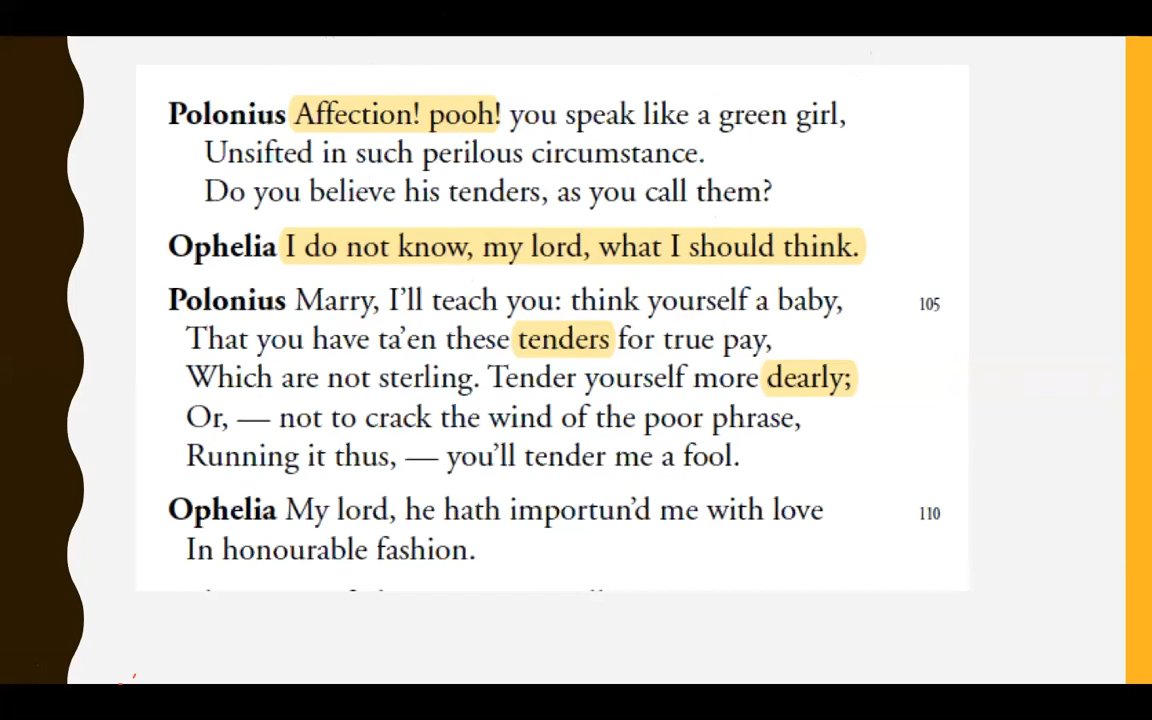 Polonius Affection! pooh! you speak like a green girl,
Unsifted in such perilous circumstance.
Do you believe his tenders, as you call them?
Ophelia I do not know, my lord, what I should think.
Polonius Marry, I’ll teach you: think yourself a baby, 105
That you have ta’en these tenders for true pay,
Which are not sterling. Tender yourself more dearly;
Or, — not to crack the wind of the poor phrase,
Running it thus, — you’ll tender me a fool.
Ophelia My lord, he hath importun’d me with love 110
In honourable fashion.